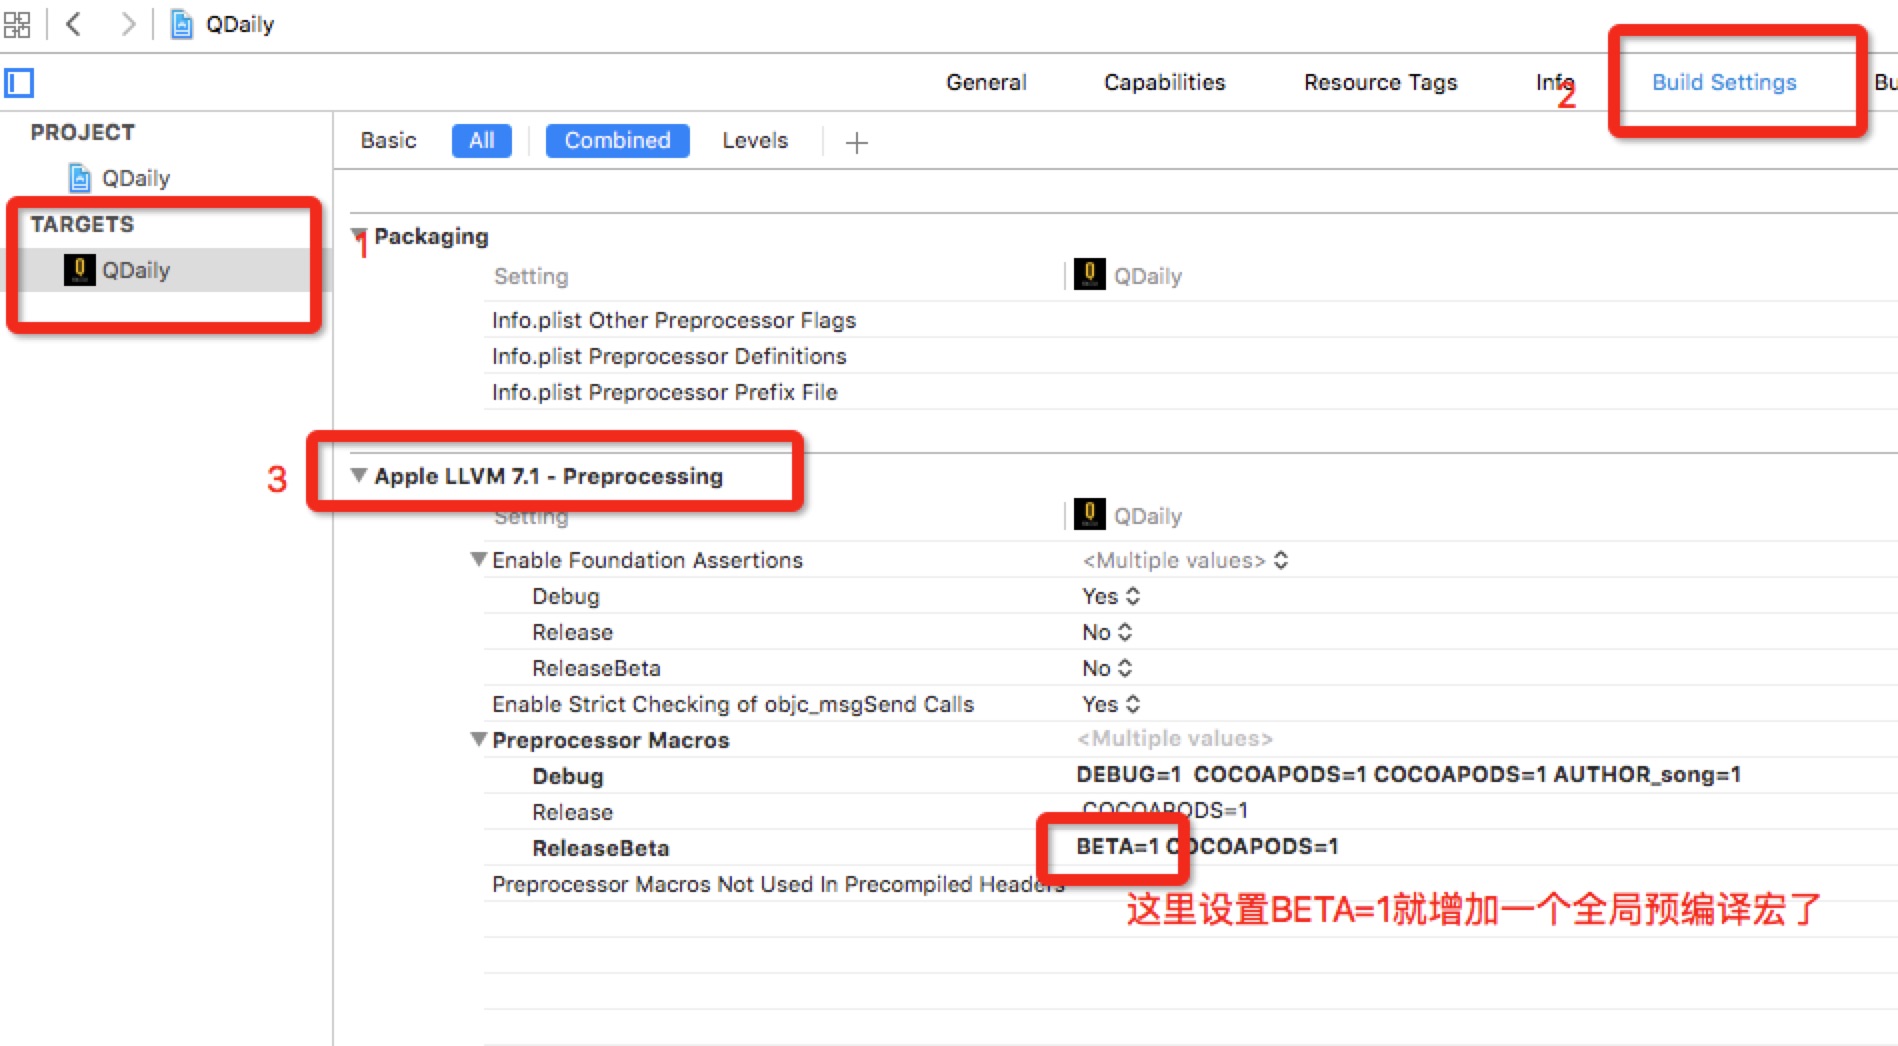 QDaily
General Capabilities Resource Tags Info Build Settings Bu
2
PROJECT
Basic All Combined Levels
QDaily
TARGETS
1 Packaging
QDaily
Setting QDaily
Info.plist Other Preprocessor Flags
Info.plist Preprocessor Definitions
Info.plist Preprocessor Prefix File
3 Apple LLVM 7.1 - Preprocessing
Setting QDaily
Enable Foundation Assertions <Multiple values>
Debug Yes
Release No
ReleaseBeta No
Enable Strict Checking of objc_msgSend Calls Yes
Preprocessor Macros <Multiple values>
Debug DEBUG=1 COCOAPODS=1 COCOAPODS=1 AUTHOR_song=1
Release COCOAPODS=1
ReleaseBeta BETA=1 COCOAPODS=1
Preprocessor Macros Not Used In Precompiled Headers
这里设置BETA=1就增加一个全局预编译宏了